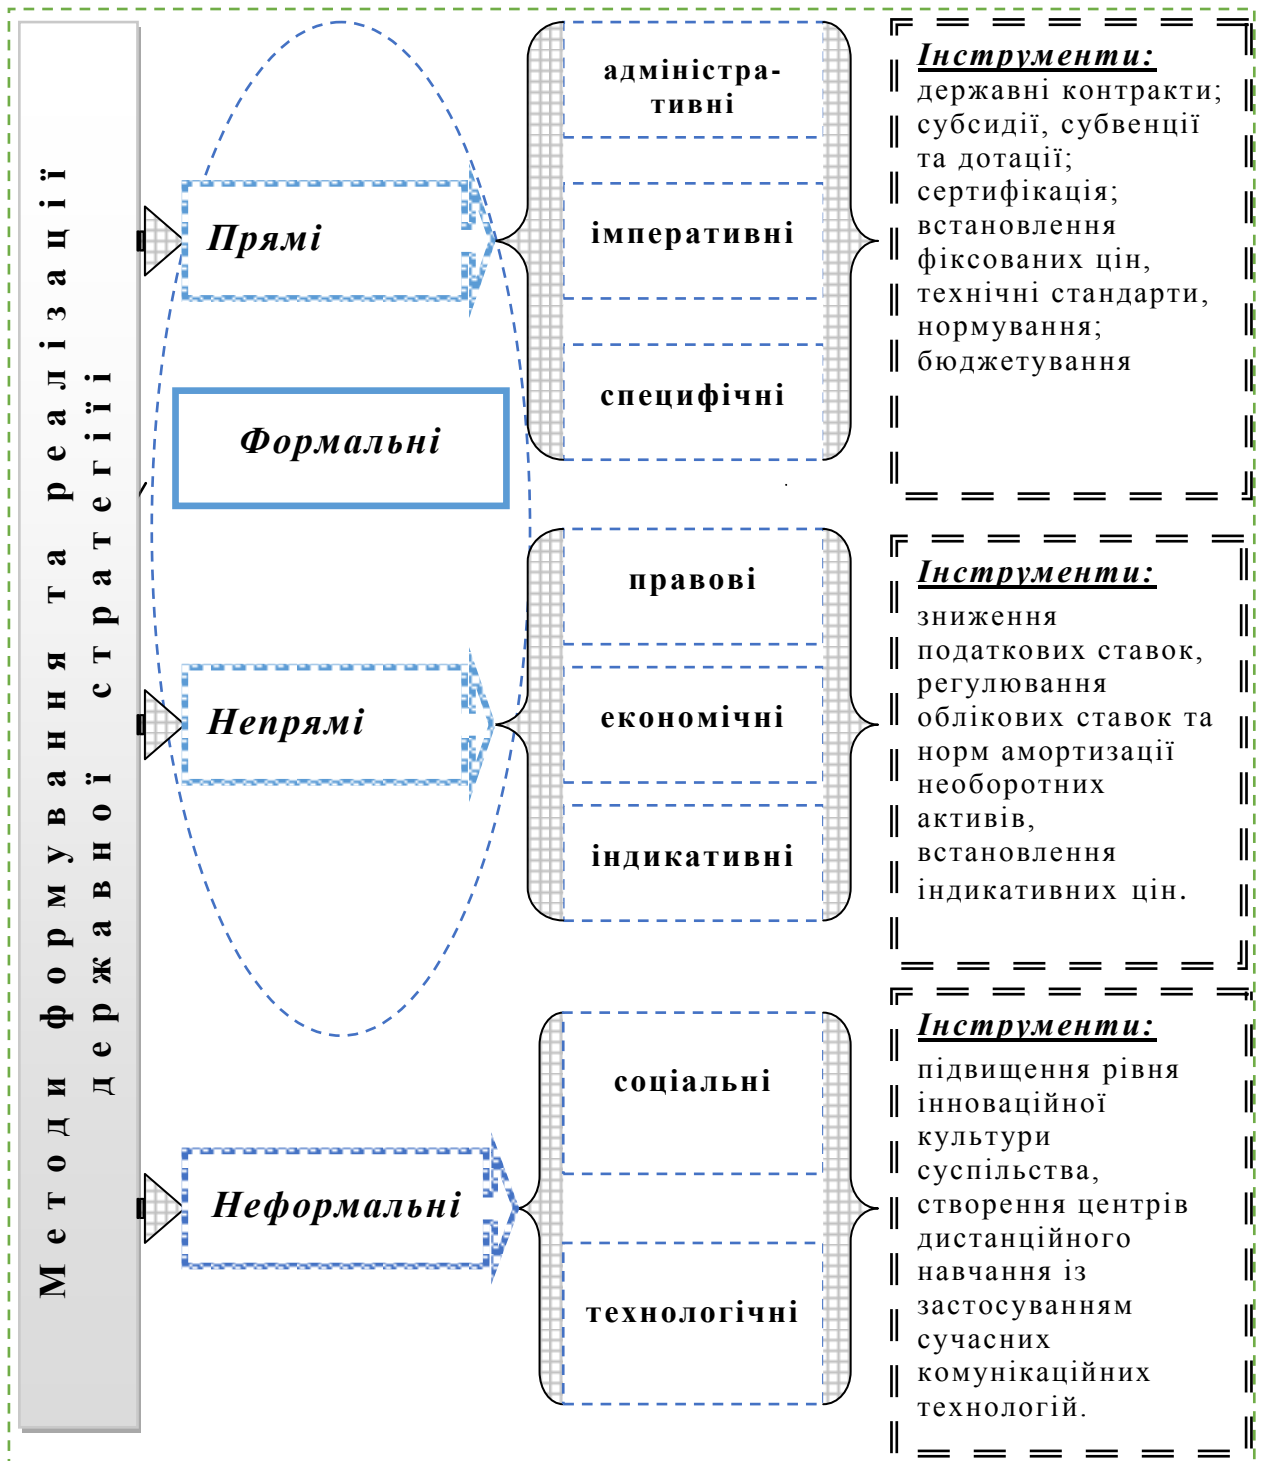 Методи формування та реалізації
державної стратегіїі
Прямі
Формальні
Непрямі
Неформальні
адміністра-
тивні
імперативні
специфічні
правові
економічні
індикативні
соціальні
технологічні
Інструменти:
державні контракти;
субсидії, субвенції
та дотації;
сертифікація;
встановлення
фіксованих цін,
технічні стандарти,
нормування;
бюджетування
Інструменти:
зниження
податкових ставок,
регулювання
облікових ставок та
норм амортизації
необоротних
активів,
встановлення
індикативних цін.
Інструменти:
підвищення рівня
інноваційної
культури
суспільства,
створення центрів
дистанційного
навчання із
застосуванням
сучасних
комунікаційних
технологій.